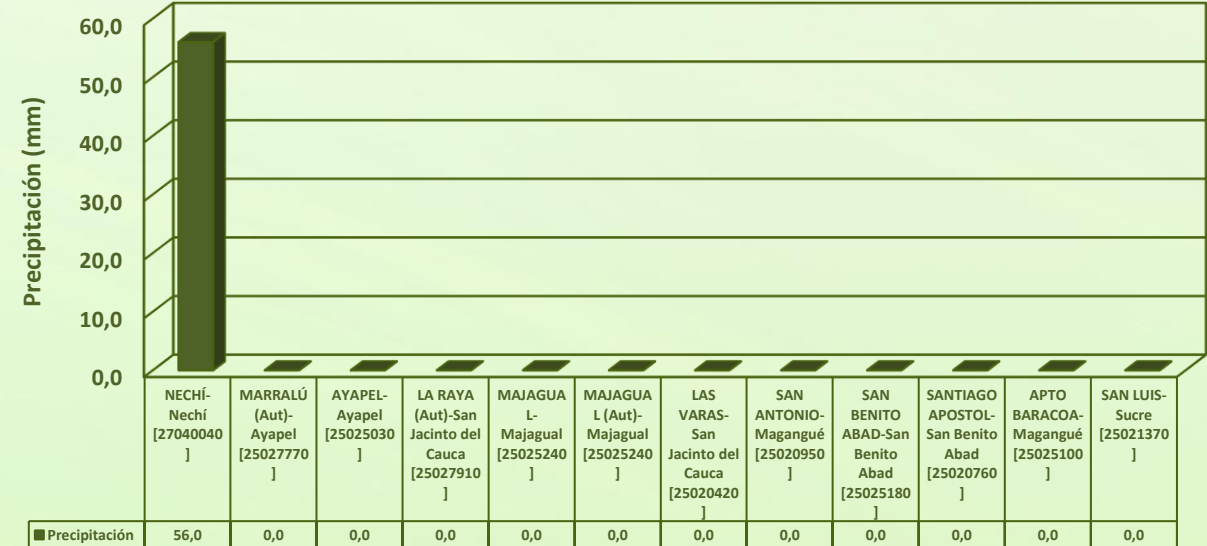 Precipitación (mm)
60,0
50,0
40,0
30,0
20,0
10,0
0,0
NECHÍ-
Nechí
[27040040
]
MARRALÚ
(Aut)-
Ayapel
[25027770
]
AYAPEL-
Ayapel
[25025030
]
LA RAYA
(Aut)-San
Jacinto del
Cauca
[25027910
]
MAJAGUA
L-
Majagual
[25025240
]
MAJAGUA
L (Aut)-
Majagual
[25025240
]
LAS
VARAS-
San
Jacinto del
Cauca
[25020420
]
SAN
ANTONIO-
Magangué
[25020950
]
SAN
BENITO
ABAD-San
Benito
Abad
[25025180
]
SANTIAGO
APOSTOL-
San Benito
Abad
[25020760
]
APTO
BARACOA-
Magangué
[25025100
]
SAN LUIS-
Sucre
[25021370
]
Precipitación 56,0 0,0 0,0 0,0 0,0 0,0 0,0 0,0 0,0 0,0 0,0 0,0